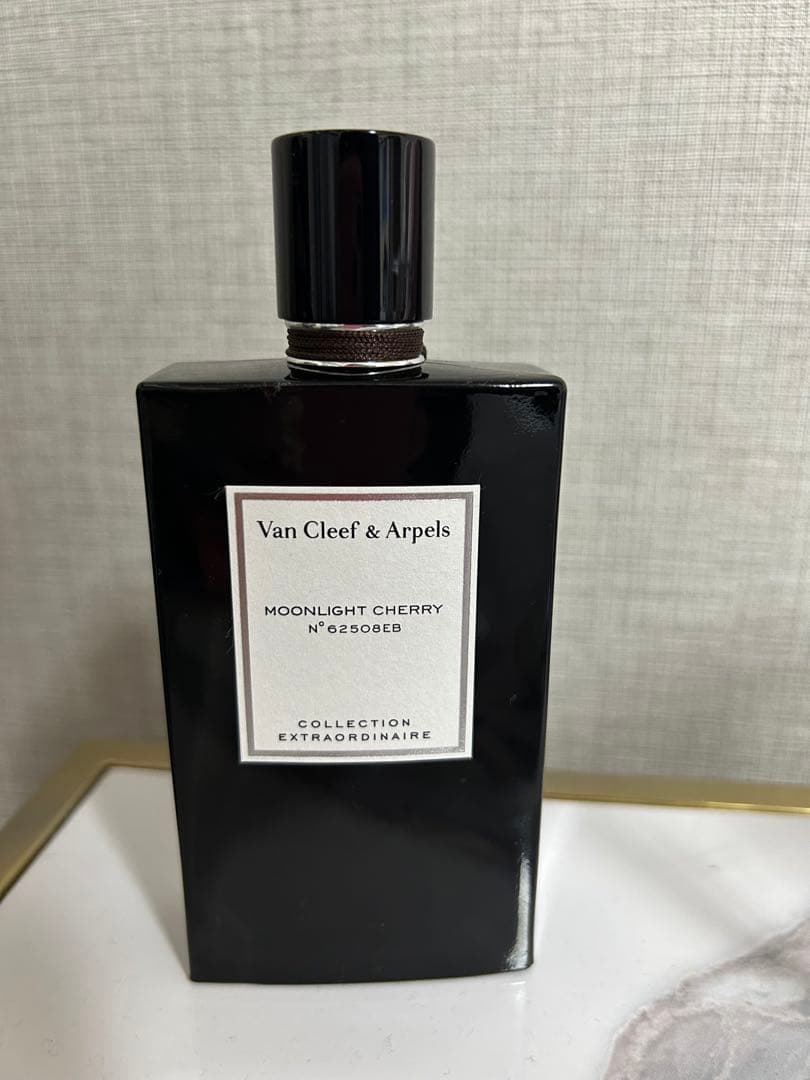 Van Cleef & Arpels
MOONLIGHT CHERRY
N° 62508EB
COLLECTION
EXTRAORDINAIRE